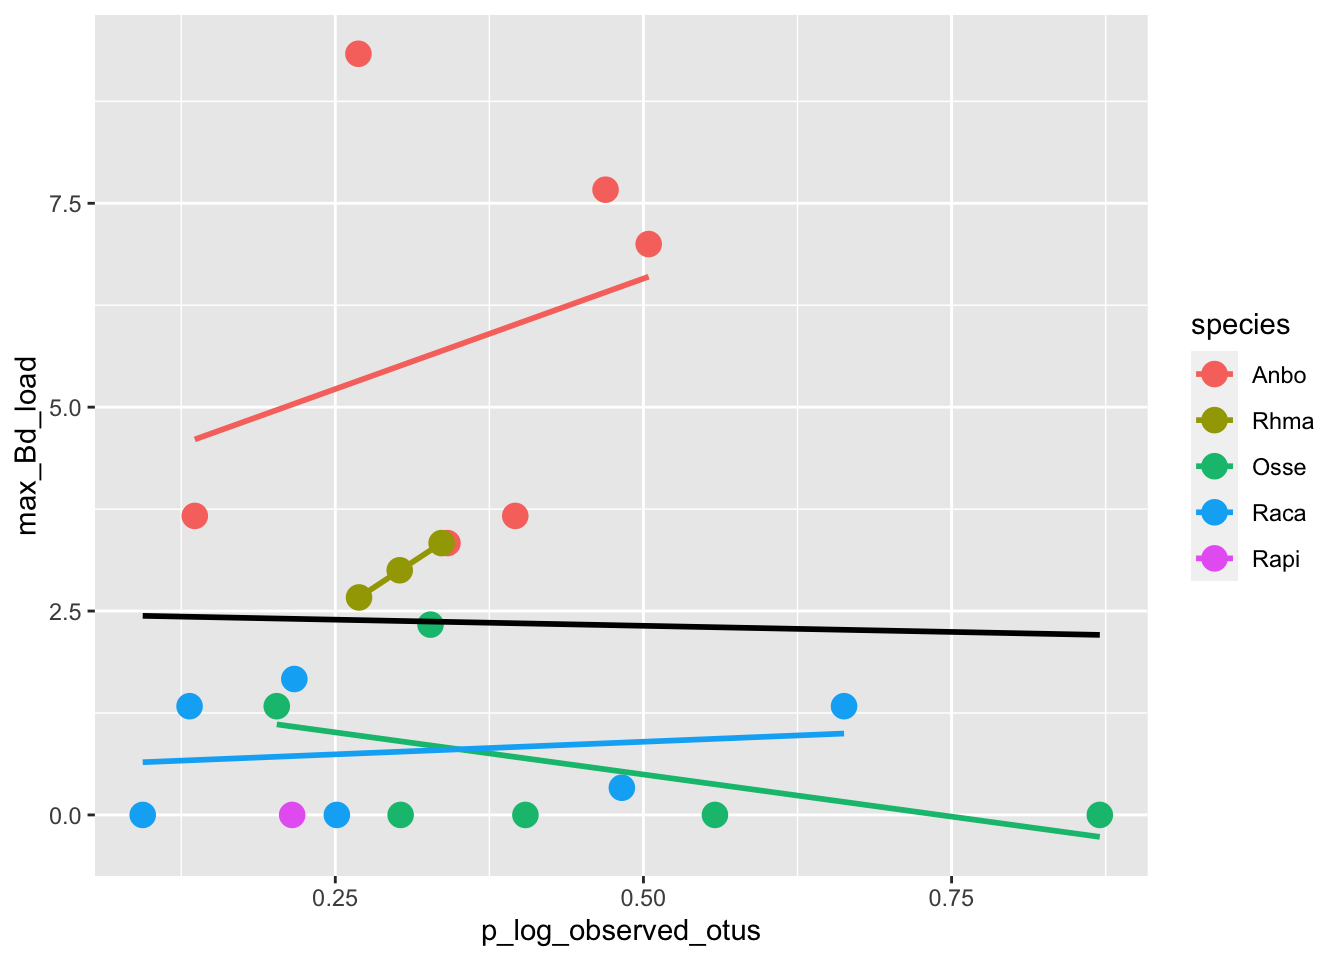 7.5
5.0
2.5
0.0
max_Bd_load
0.25
0.50
0.75
p_log_observed_otus
species
Anbo
Rhma
Osse
Raca
Rapi